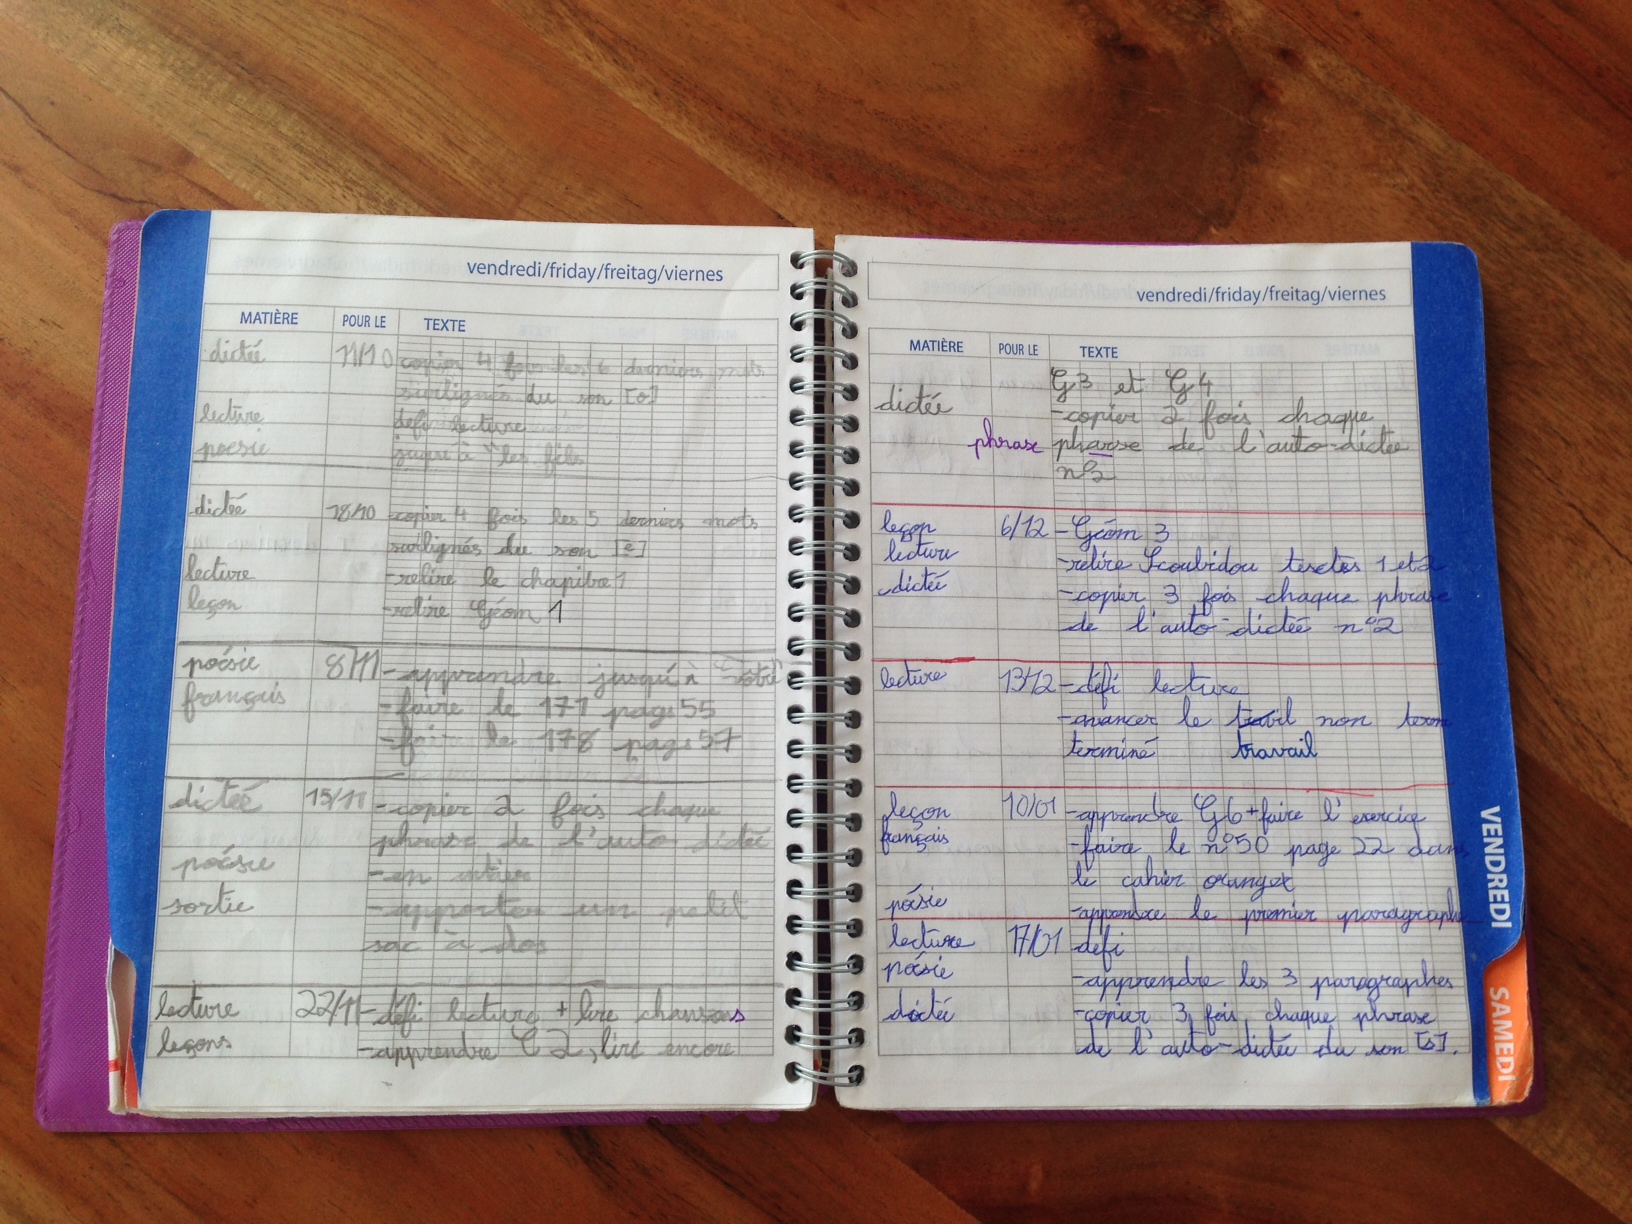 vendredi/friday/freitag/viernes
MATIÈRE POUR LE TEXTE
dictée 11/10 copier 4 fois les 6 derniers mots
surlignés du son [o]
lecture défi lecture
poésie jusqu'à "les
dictée 18/10 -copier 4 fois les 5 derniers mots
surlignés du son [e]
lecture -relire le chapitre 1
leçon -relire Géom 1
poésie 8/11 -apprendre jusqu'à "votre"
français -faire le 171 page 55
-faire le 178 page 57
dictée 15/11 -copier 2 fois chaque
phrase de l'auto-dictée
poésie -en entier
sortie -apporter un petit
sac à dos
lecture 22/11 -défi lecture + lire chansons
leçons -apprendre C2, lire encore
vendredi/friday/freitag/viernes
MATIÈRE POUR LE TEXTE
G3 et G4
dictée -copier 2 fois chaque
phrase pharse de l'auto-dictée
n°3
leçon 6/12 -Géom 3
lecture -relire Scoubidou textes 1 et 2
dictée -copier 3 fois chaque phrase
de l'auto-dictée n°2
lecture 13/12 -défi lecture
-avancer le travil non term
terminé travail
leçon 10/01 -apprendre G6 + faire l'exercice
français -faire le n°50 page 22 dans
le cahier orange
poésie -apprendre le premier paragraphe
lecture 17/01 -défi
poésie -apprendre les 3 paragraphes
dictée -copier 3 fois chaque phrase
de l'auto-dictée du son [s].
VENDREDI
SAMEDI